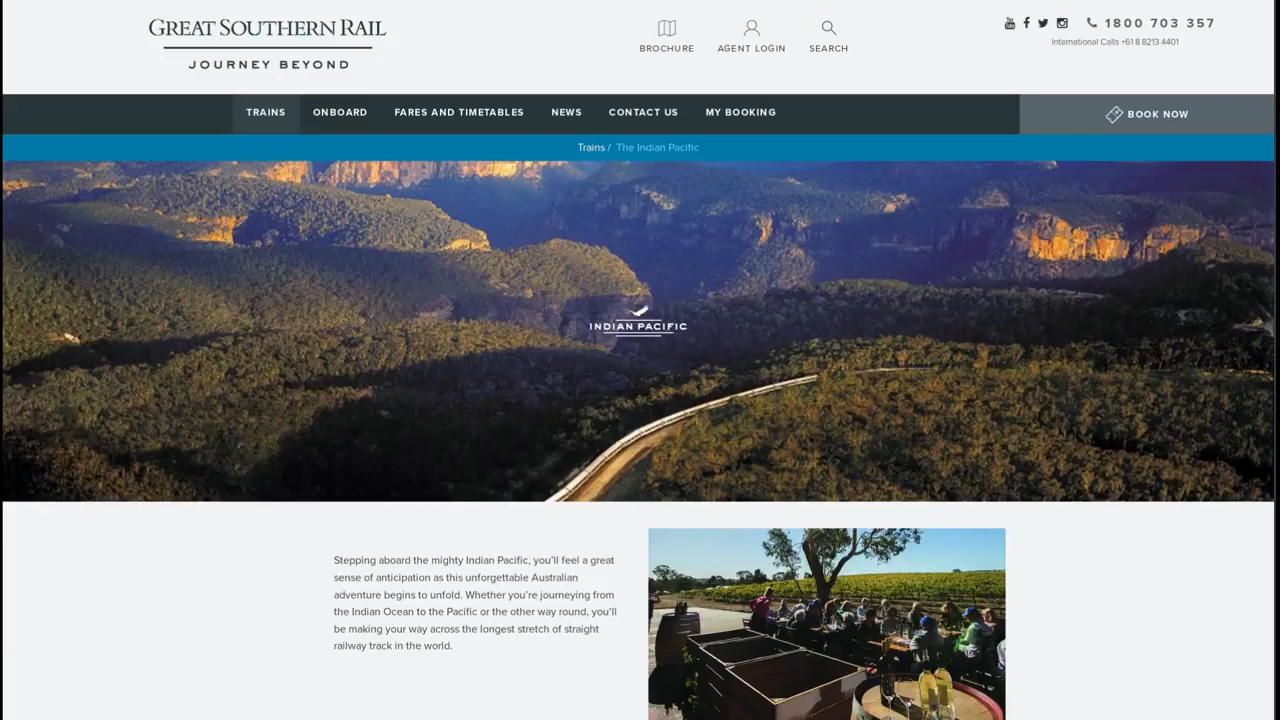 GREAT SOUTHERN RAIL
JOURNEY BEYOND
BROCHURE
AGENT LOGIN
SEARCH
1800 703 357
International Calls +61 8 8213 4401
TRAINS
ONBOARD
FARES AND TIMETABLES
NEWS
CONTACT US
MY BOOKING
BOOK NOW
Trains / The Indian Pacific
INDIAN PACIFIC
Stepping aboard the mighty Indian Pacific, you'll feel a great
sense of anticipation as this unforgettable Australian
adventure begins to unfold. Whether you're journeying from
the Indian Ocean to the Pacific or the other way round, you'll
be making your way across the longest stretch of straight
railway track in the world.